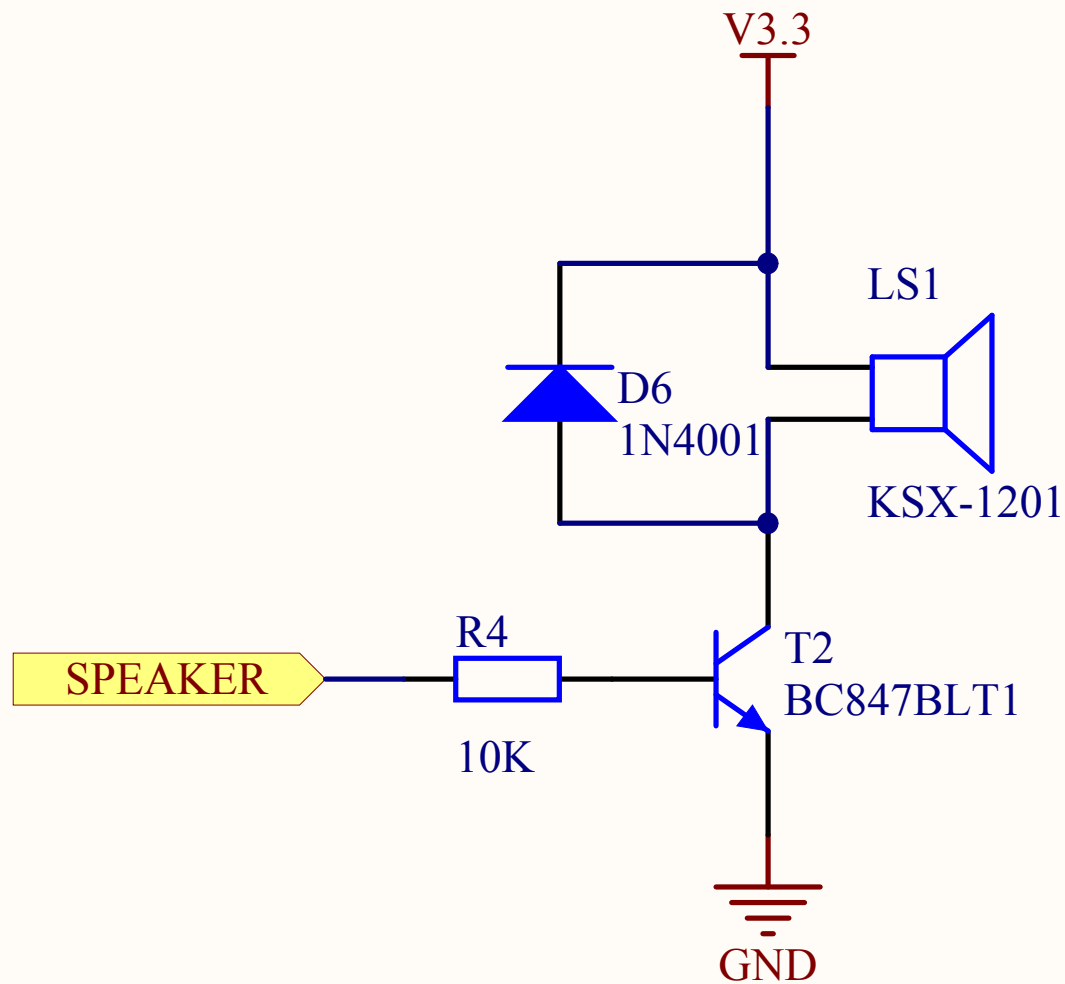 V3.3
LS1
D6
1N4001
KSX-1201
R4
SPEAKER
10K
T2
BC847BLT1
GND